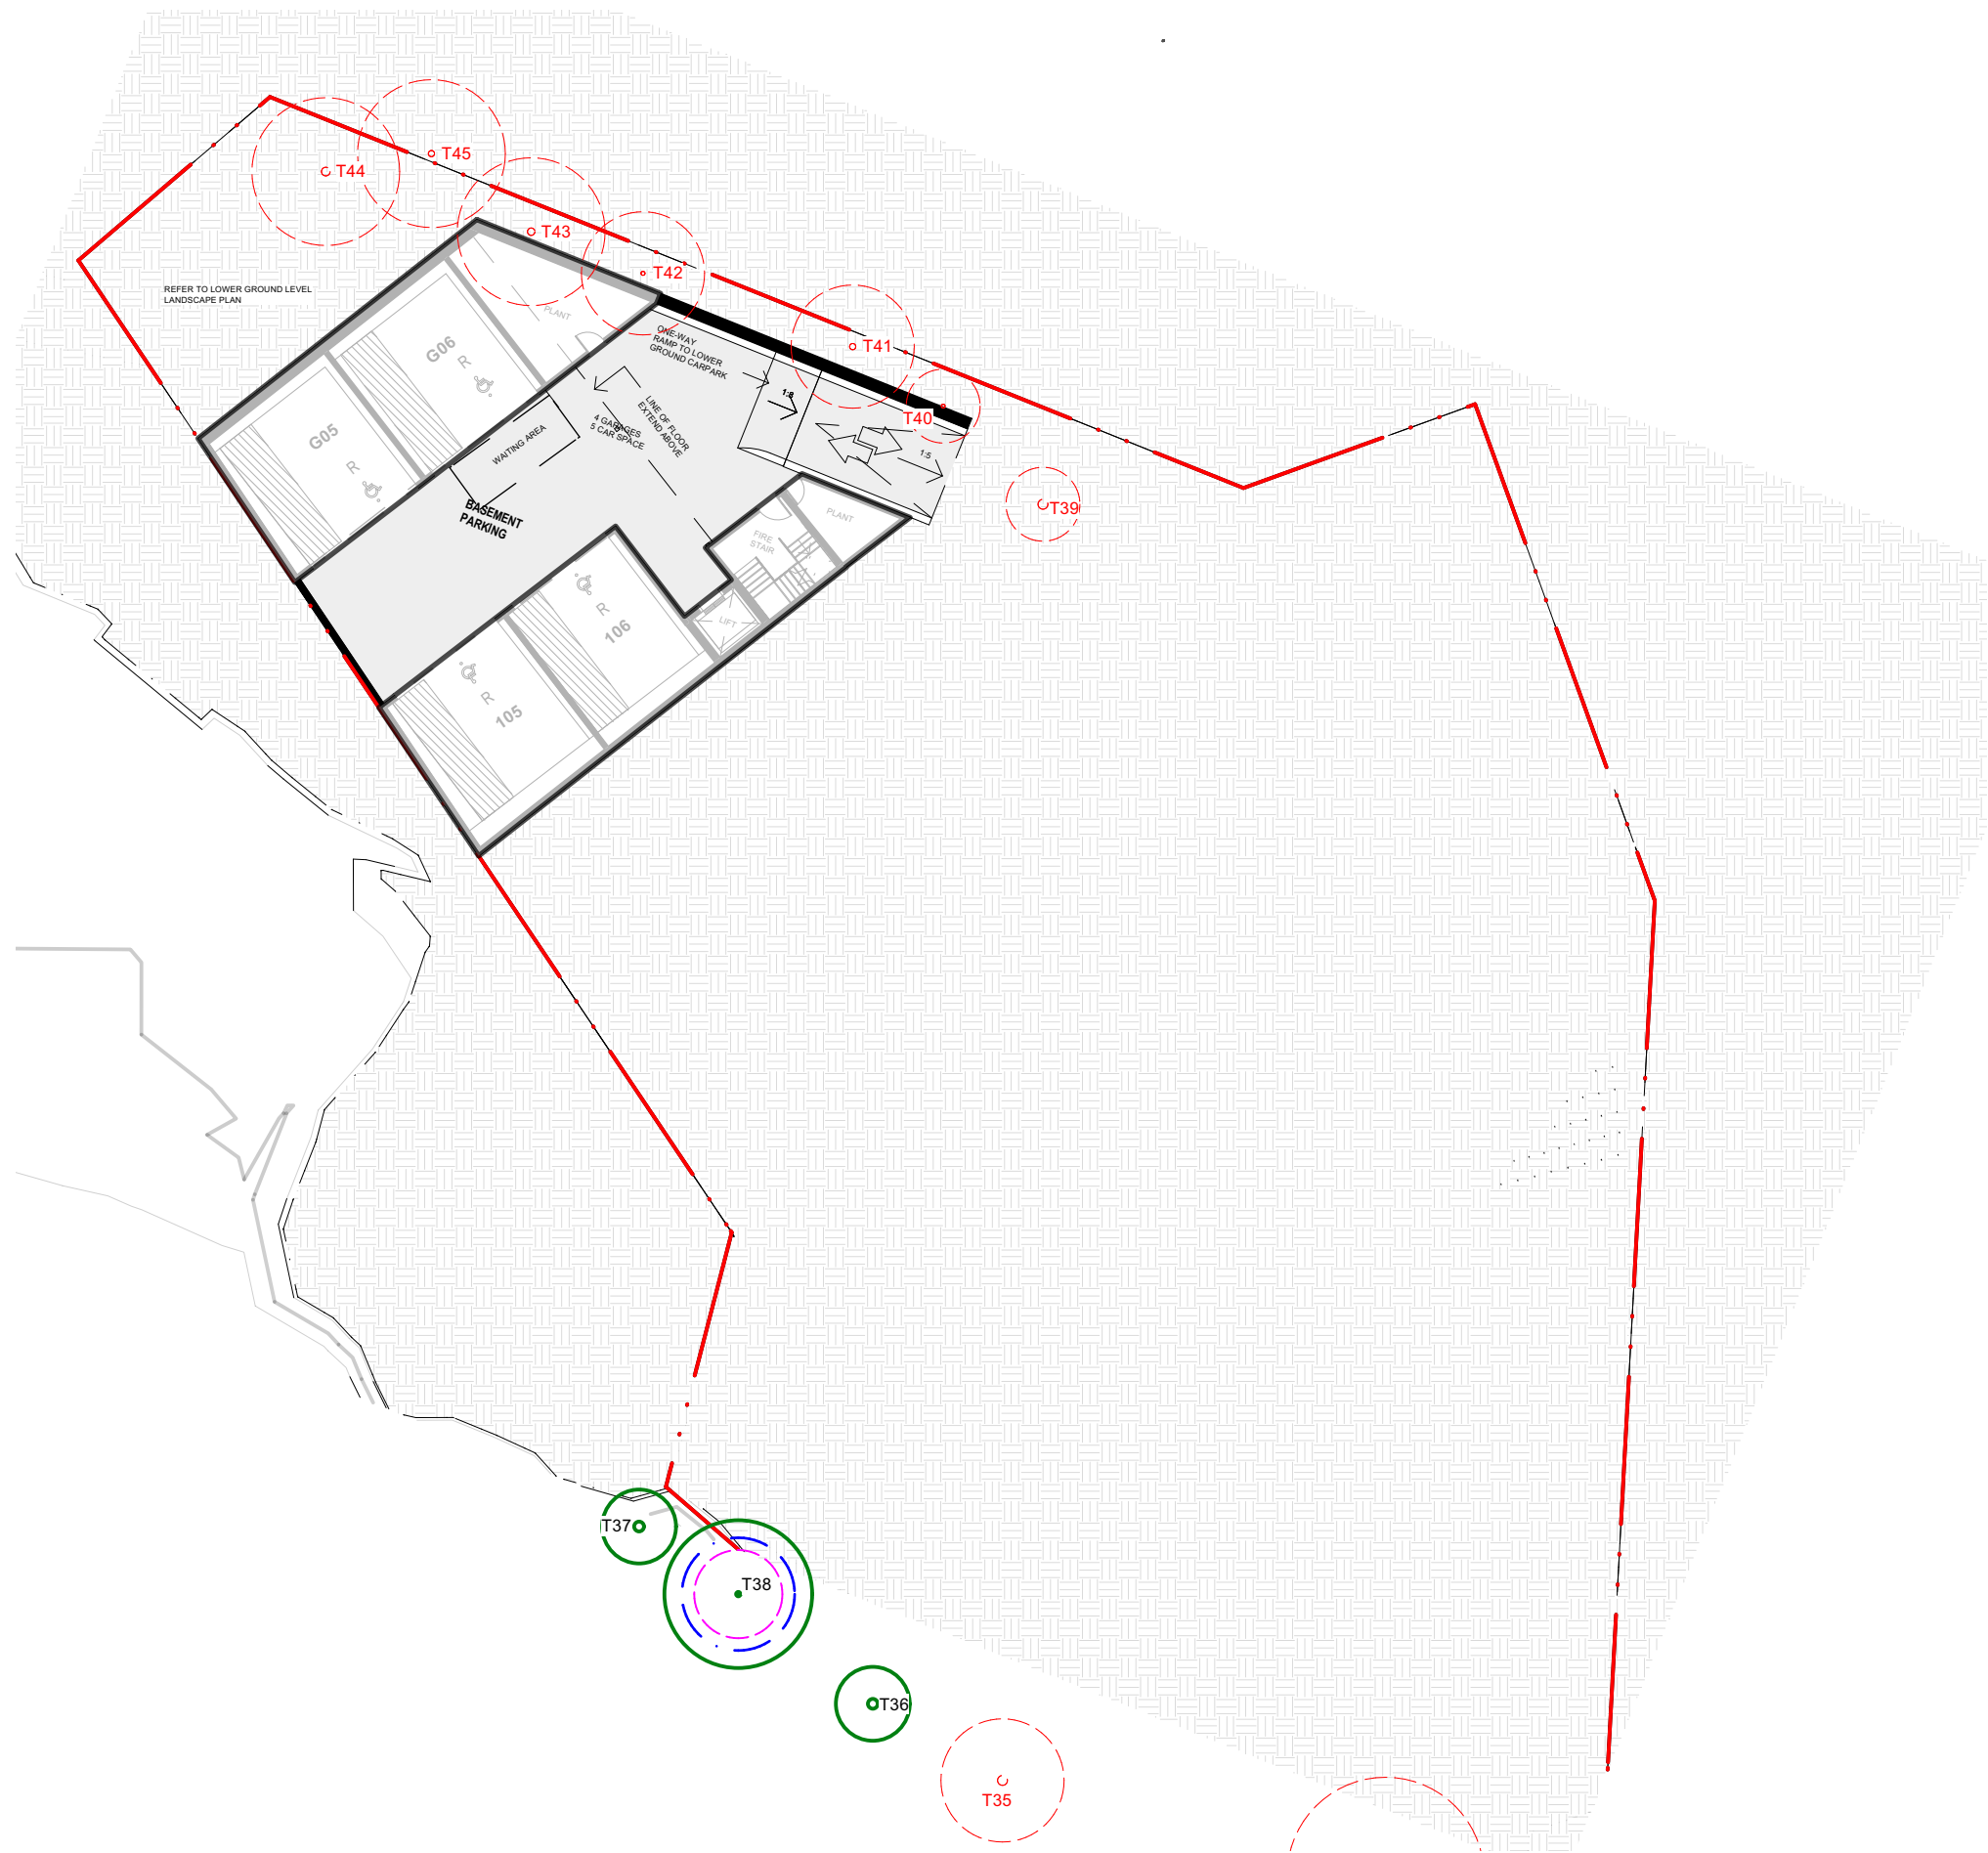 T45
T44
T43
T42
REFER TO LOWER GROUND LEVEL
LANDSCAPE PLAN
PLANT
ONE-WAY
RAMP TO LOWER
GROUND CARPARK
T41
G06
R
1:8
T40
LINE OF FLOOR
EXTEND ABOVE
4 GARAGES
5 CAR SPACE
G05
R
WAITING AREA
1:5
BASEMENT
PARKING
T39
PLANT
FIRE
STAIR
R
106
LIFT
R
105
T37
T38
T36
T35